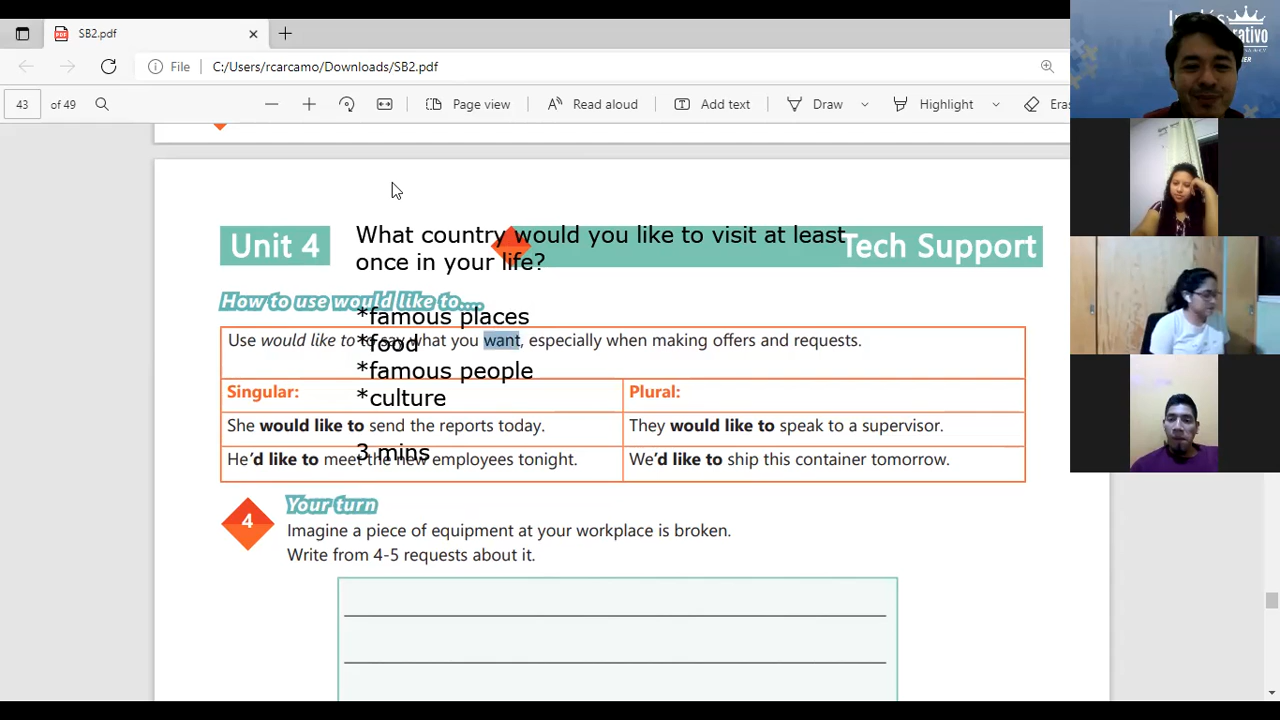 SB2.pdf
File C:/Users/rcarcamo/Downloads/SB2.pdf
43 of 49 Page view Read aloud Add text Draw Highlight Eras
Unit 4
Tech Support
What country would you like to visit at least
once in your life?
*famous places
*food
*famous people
*culture
3 mins
How to use would like to....
Use would like to to say what you want, especially when making offers and requests.
Singular:
Plural:
She would like to send the reports today.
They would like to speak to a supervisor.
He'd like to meet the new employees tonight.
We'd like to ship this container tomorrow.
4
Your turn
Imagine a piece of equipment at your workplace is broken.
Write from 4-5 requests about it.